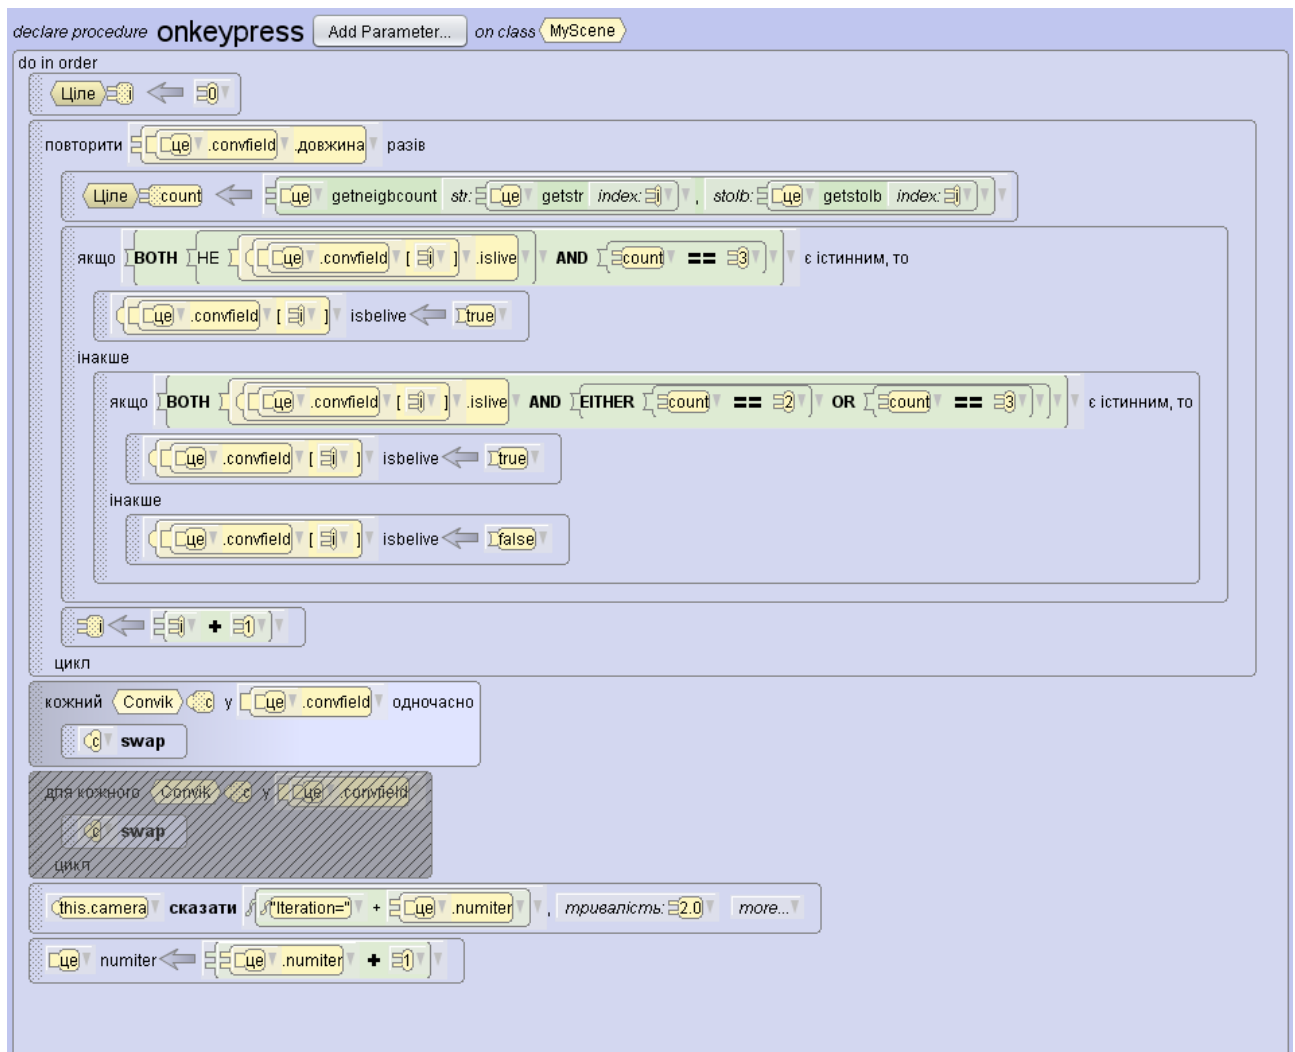 declare procedure onkeypress Add Parameter... on class MyScene
do in order
Ціле i 0
повторити це .convfield .довжина разів
Ціле count це getneigbcount str: це getstr index: i , stolb: це getstolb index: i
якщо BOTH НЕ це .convfield [ i ] .islive AND count == 3 є істинним, то
це .convfield [ i ] isbelive true
інакше
якщо BOTH це .convfield [ i ] .islive AND EITHER count == 2 OR count == 3 є істинним, то
це .convfield [ i ] isbelive true
інакше
це .convfield [ i ] isbelive false
i i + 1
цикл
кожний Convik c у це .convfield одночасно
c swap
для кожного Convik c у це .convfield
c swap
цикл
this.camera сказати "Iteration=" + це .numiter , тривалість: 2.0 more...
це numiter це .numiter + 1